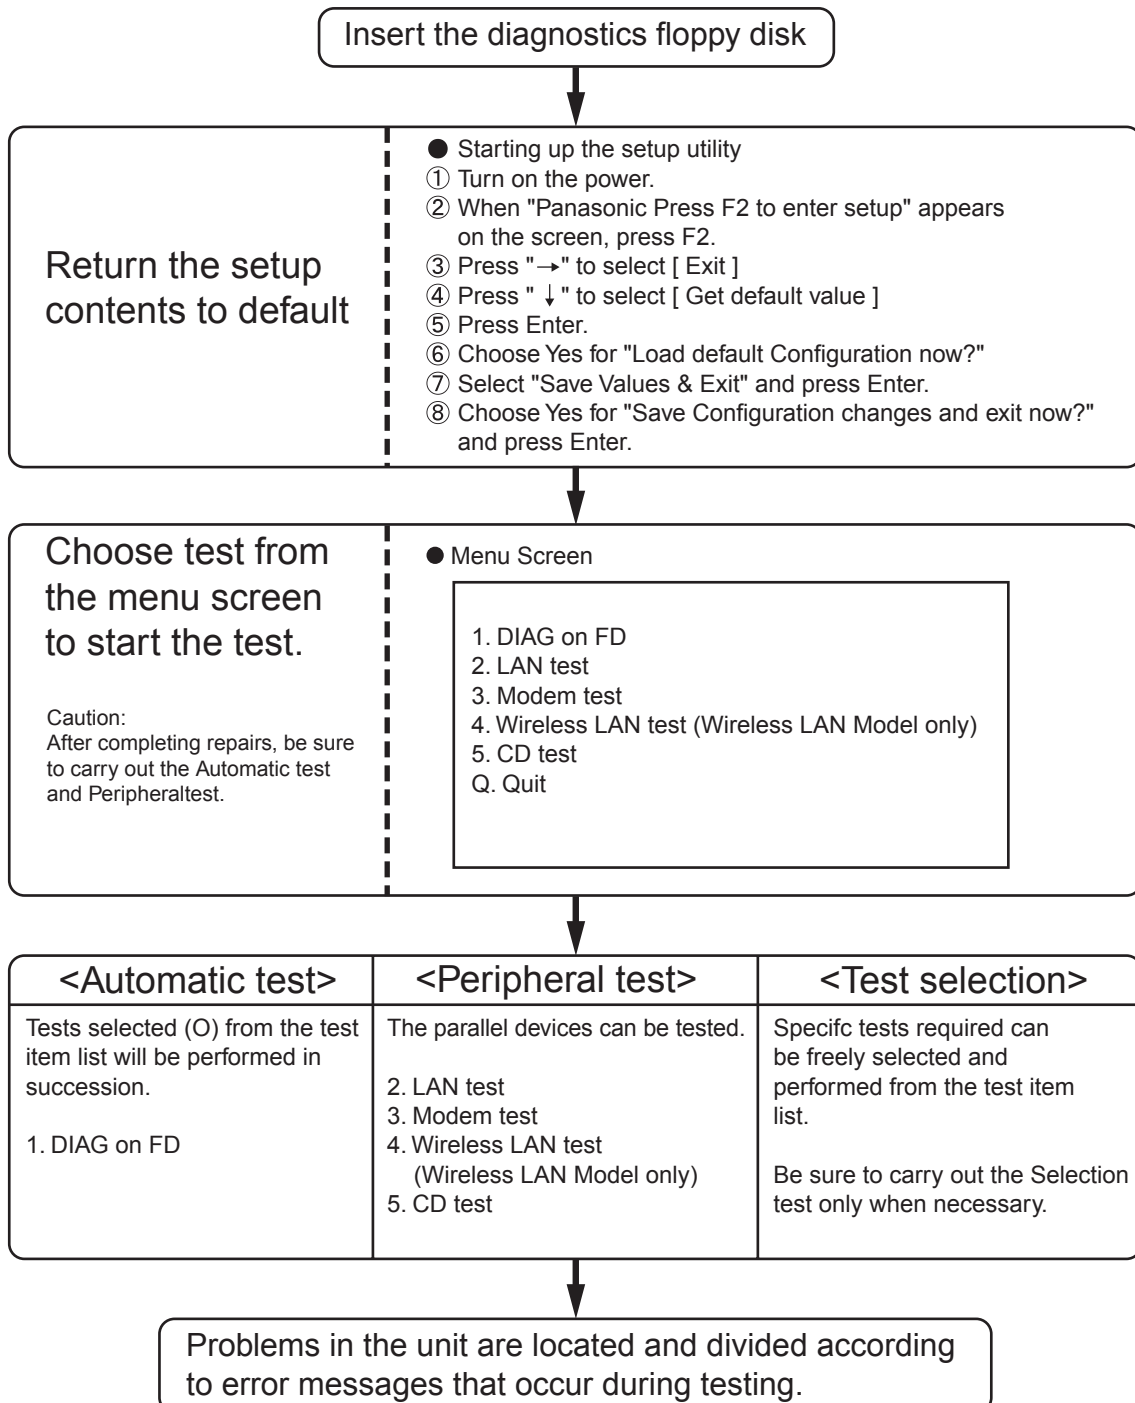 Insert the diagnostics floppy disk
Return the setup
contents to default
● Starting up the setup utility
① Turn on the power.
② When "Panasonic Press F2 to enter setup" appears
on the screen, press F2.
③ Press "→" to select [ Exit ]
④ Press " ↓ " to select [ Get default value ]
⑤ Press Enter.
⑥ Choose Yes for "Load default Configuration now?"
⑦ Select "Save Values & Exit" and press Enter.
⑧ Choose Yes for "Save Configuration changes and exit now?"
and press Enter.
Choose test from
the menu screen
to start the test.
Caution:
After completing repairs, be sure
to carry out the Automatic test
and Peripheraltest.
● Menu Screen
1. DIAG on FD
2. LAN test
3. Modem test
4. Wireless LAN test (Wireless LAN Model only)
5. CD test
Q. Quit
<Automatic test>
Tests selected (O) from the test
item list will be performed in
succession.
1. DIAG on FD
<Peripheral test>
The parallel devices can be tested.
2. LAN test
3. Modem test
4. Wireless LAN test
(Wireless LAN Model only)
5. CD test
<Test selection>
Specifc tests required can
be freely selected and
performed from the test item
list.
Be sure to carry out the Selection
test only when necessary.
Problems in the unit are located and divided according
to error messages that occur during testing.